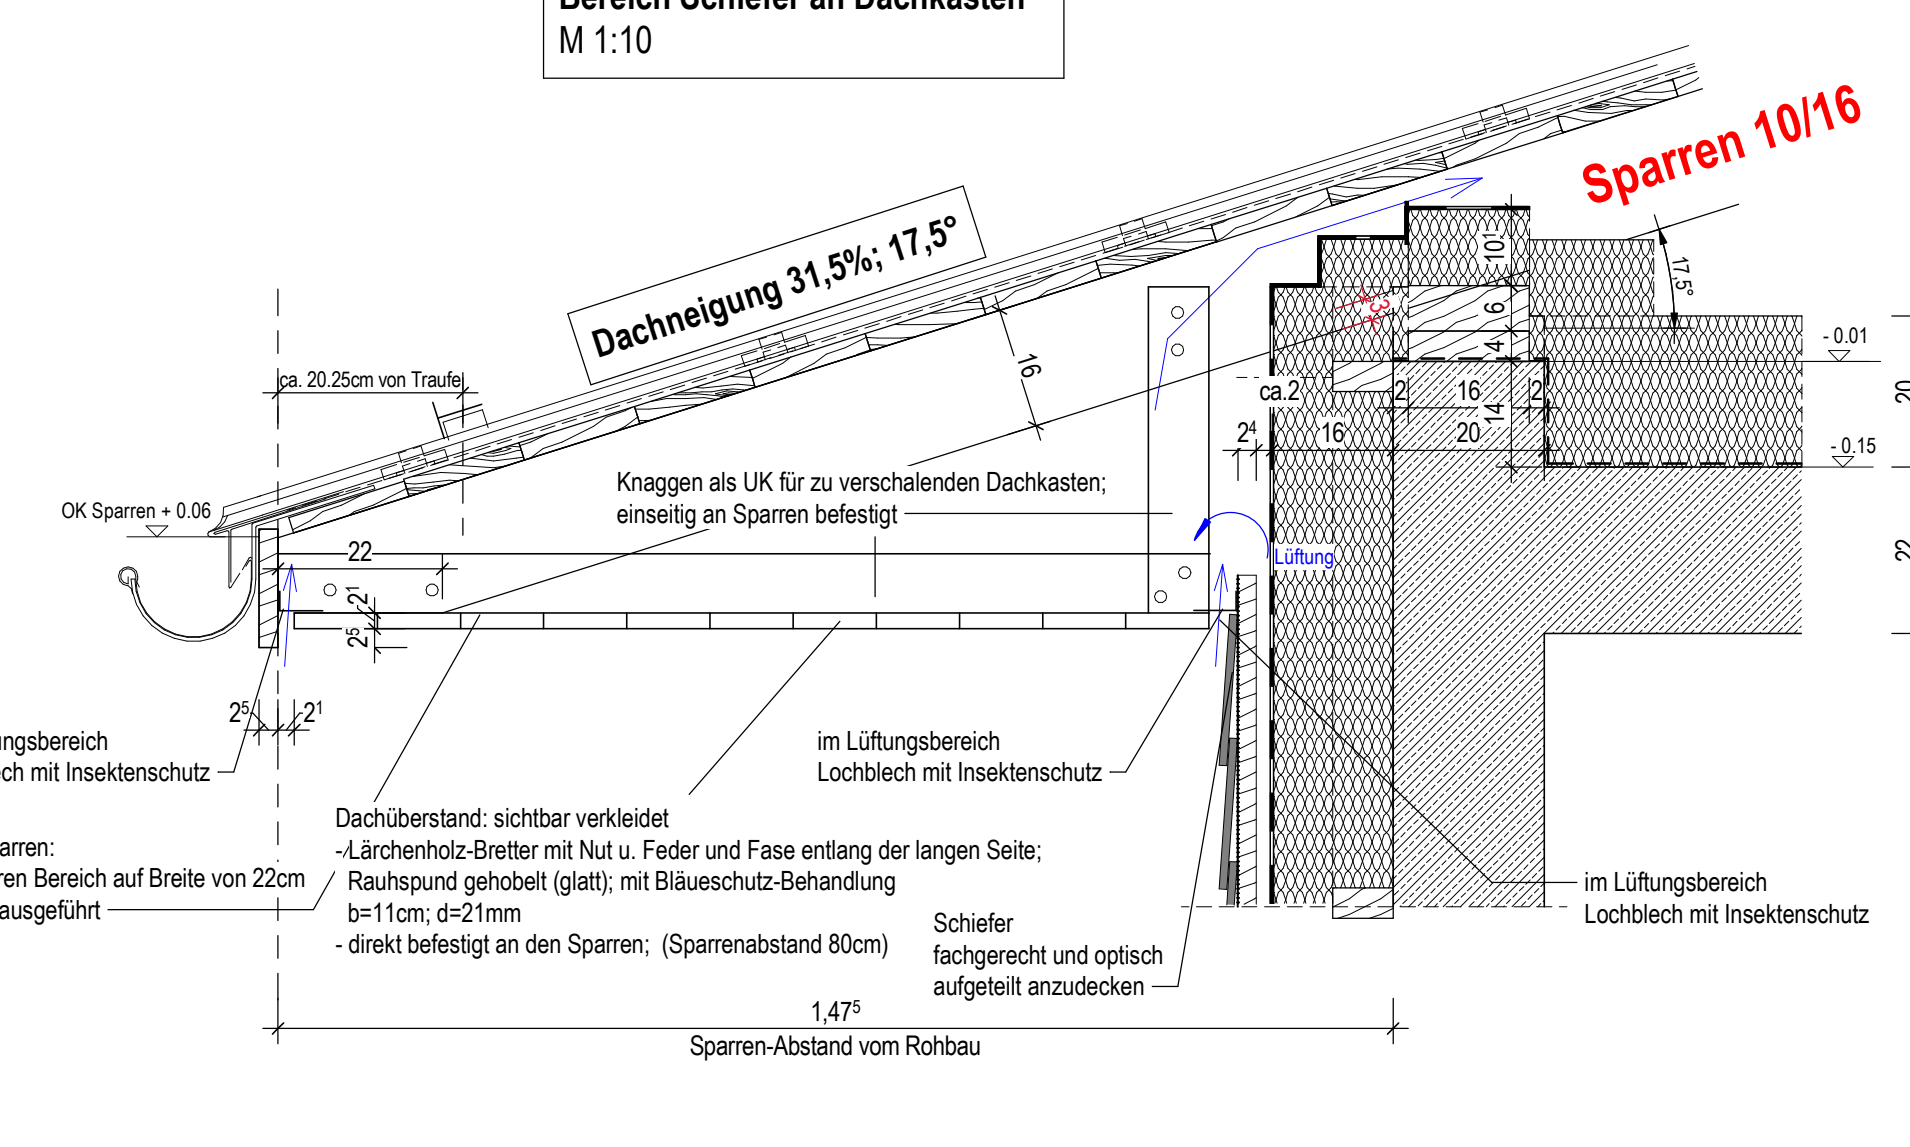 Bereich Schiefer an Dachkasten
M 1:10
Sparren 10/16
Dachneigung 31,5%; 17,5°
17,5°
10¹
6
4
14
3
16
- 0.01
- 0.15
20
22
ca. 20.25cm von Traufe
ca.2
2
16
2
2⁴
16
20
OK Sparren + 0.06
Knaggen als UK für zu verschalenden Dachkasten;
einseitig an Sparren befestigt
Lüftung
22
2¹
2⁵
2⁵
2¹
ungsbereich
ech mit Insektenschutz
im Lüftungsbereich
Lochblech mit Insektenschutz
arren:
ren Bereich auf Breite von 22cm
ausgeführt
Dachüberstand: sichtbar verkleidet
- Lärchenholz-Bretter mit Nut u. Feder und Fase entlang der langen Seite;
Rauhspund gehobelt (glatt); mit Bläueschutz-Behandlung
b=11cm; d=21mm
- direkt befestigt an den Sparren; (Sparrenabstand 80cm)
Schiefer
fachgerecht und optisch
aufgeteilt anzudecken
im Lüftungsbereich
Lochblech mit Insektenschutz
1,47⁵
Sparren-Abstand vom Rohbau